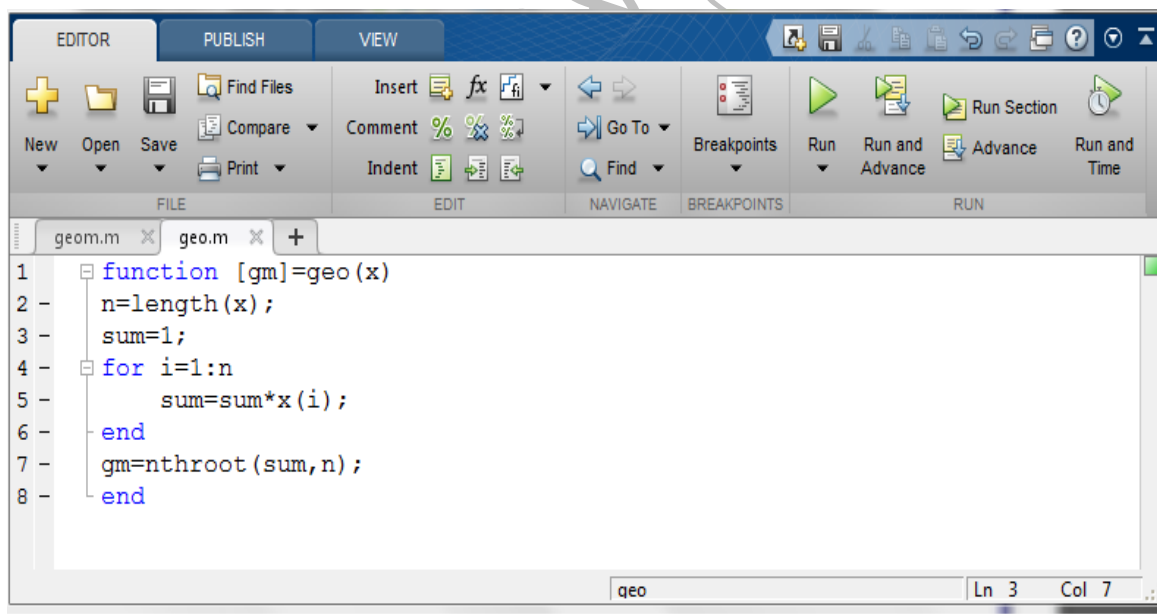 EDITOR PUBLISH VIEW
New
Open
Save
Find Files
Compare
Print
FILE
Insert fx fi
Comment % % %
Indent
EDIT
Go To
Find
NAVIGATE
Breakpoints
BREAKPOINTS
Run
Run and
Advance
Run Section
Advance
Run and
Time
RUN
geom.m geo.m +
1 function [gm]=geo(x)
2 - n=length(x);
3 - sum=1;
4 - for i=1:n
5 - sum=sum*x(i);
6 - end
7 - gm=nthroot(sum,n);
8 - end
geo Ln 3 Col 7